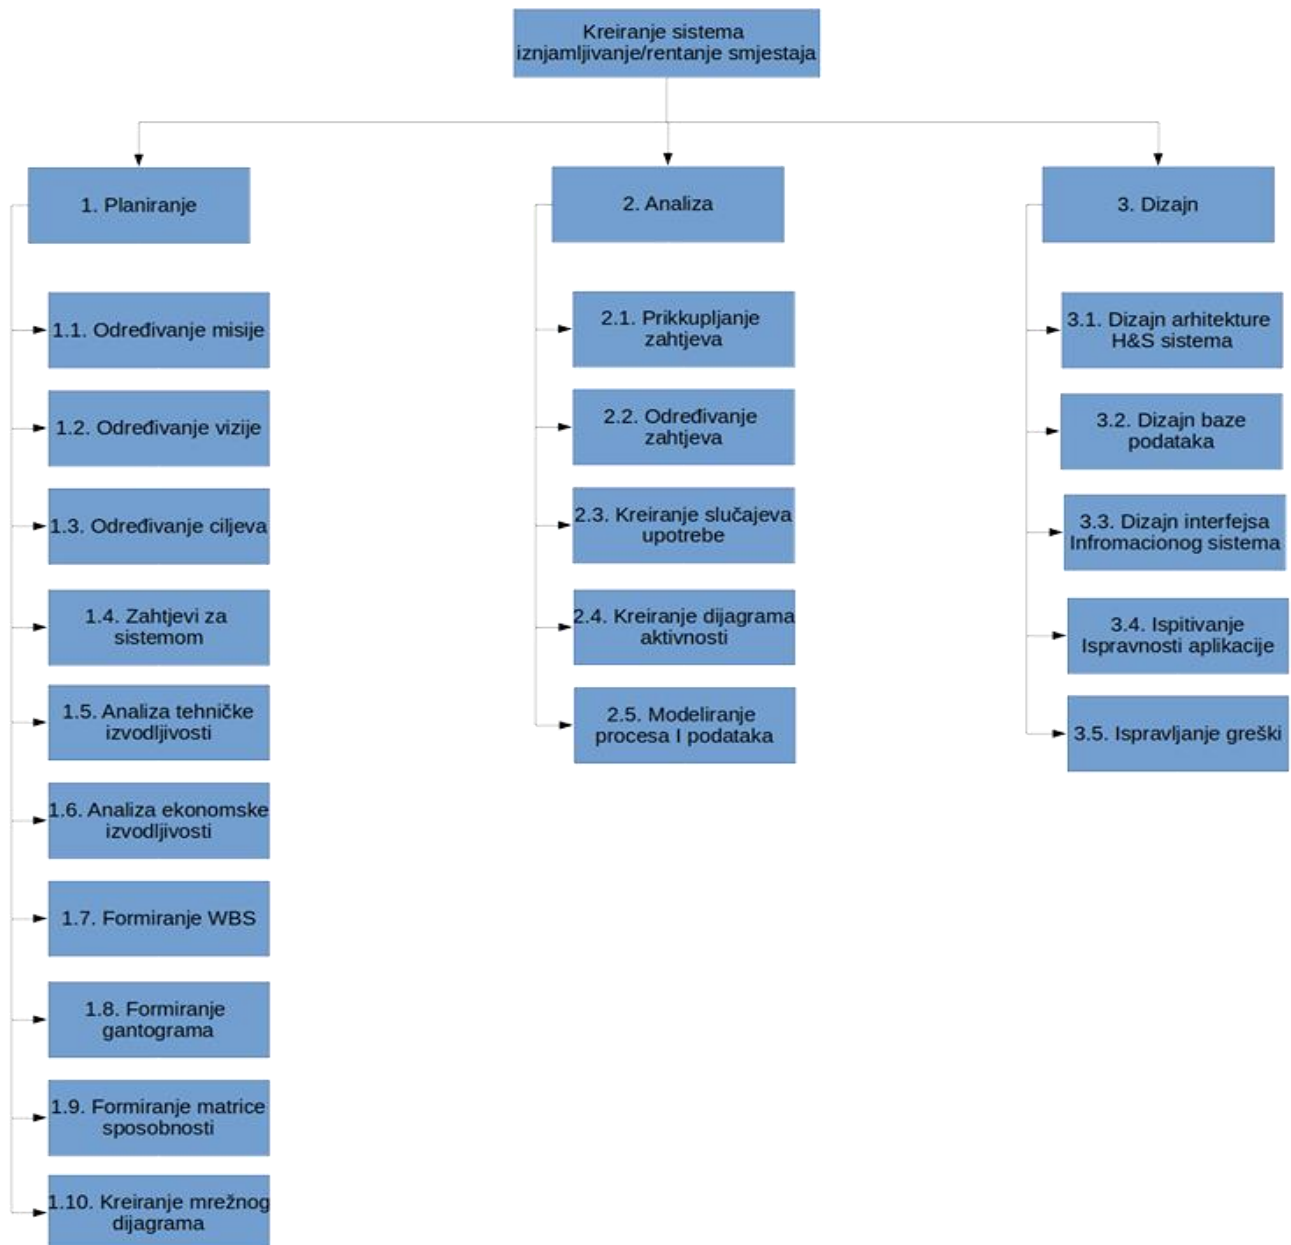 Kreiranje sistema
iznjamljivanje/rentanje smjestaja
1. Planiranje
1.1. Određivanje misije
1.2. Određivanje vizije
1.3. Određivanje ciljeva
1.4. Zahtjevi za
sistemom
1.5. Analiza tehničke
izvodljivosti
1.6. Analiza ekonomske
izvodljivosti
1.7. Formiranje WBS
1.8. Formiranje
gantograma
1.9. Formiranje matrice
sposobnosti
1.10. Kreiranje mrežnog
dijagrama
2. Analiza
2.1. Prikkupljanje
zahtjeva
2.2. Određivanje
zahtjeva
2.3. Kreiranje slučajeva
upotrebe
2.4. Kreiranje dijagrama
aktivnosti
2.5. Modeliranje
procesa I podataka
3. Dizajn
3.1. Dizajn arhitekture
H&S sistema
3.2. Dizajn baze
podataka
3.3. Dizajn interfejsa
Infromacionog sistema
3.4. Ispitivanje
Ispravnosti aplikacije
3.5. Ispravljanje greški